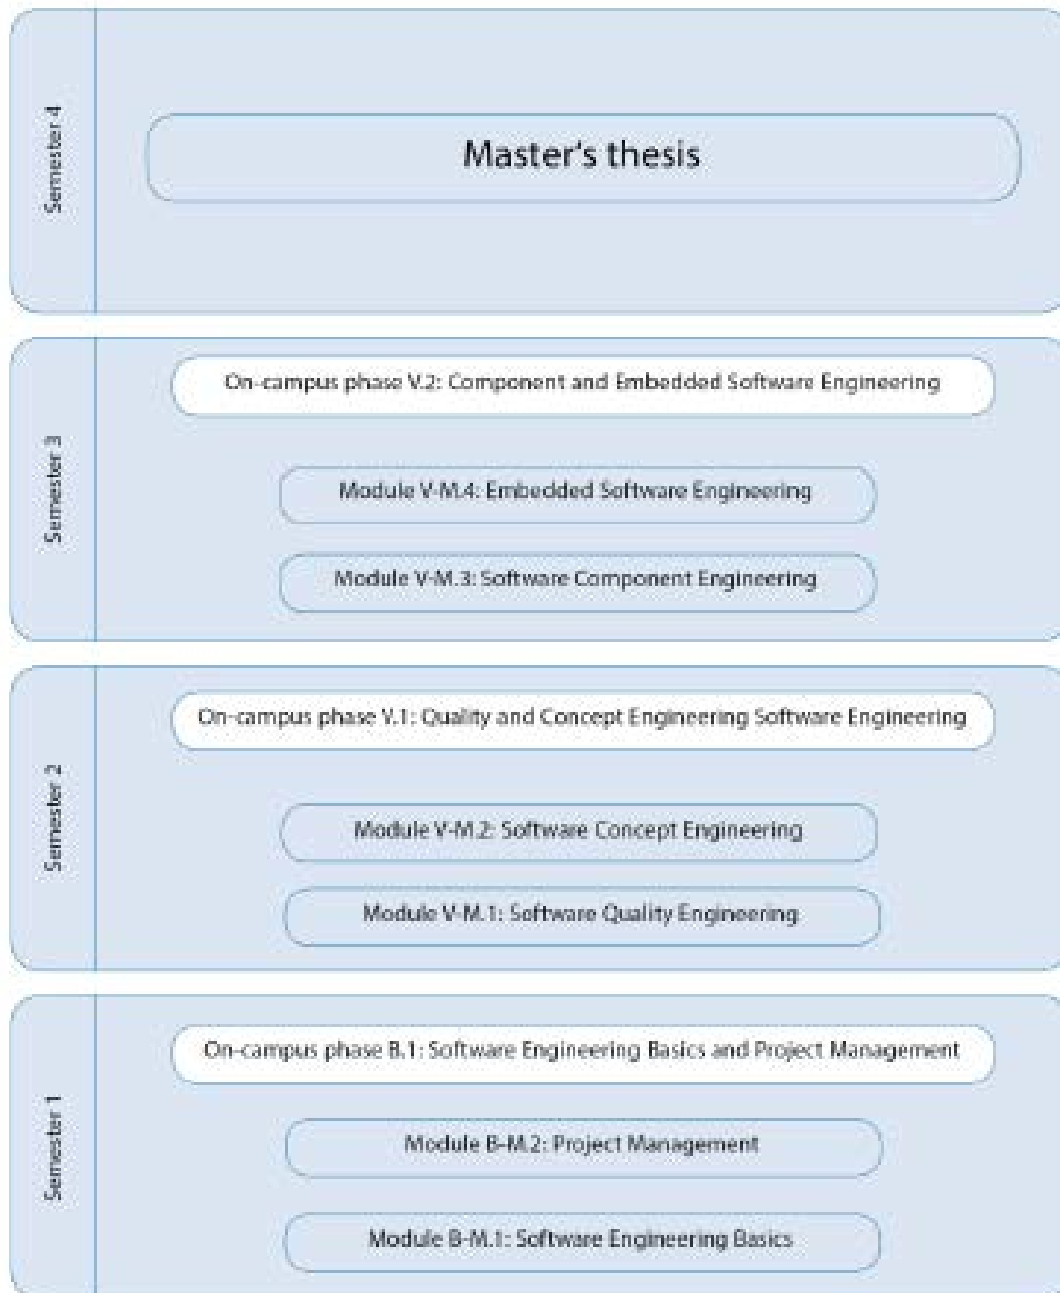 Semester 4
Master's thesis
Semester 3
On-campus phase V.2: Component and Embedded Software Engineering
Module V-M.4: Embedded Software Engineering
Module V-M.3: Software Component Engineering
Semester 2
On-campus phase V.1: Quality and Concept Engineering Software Engineering
Module V-M.2: Software Concept Engineering
Module V-M.1: Software Quality Engineering
Semester 1
On-campus phase B.1: Software Engineering Basics and Project Management
Module B-M.2: Project Management
Module B-M.1: Software Engineering Basics